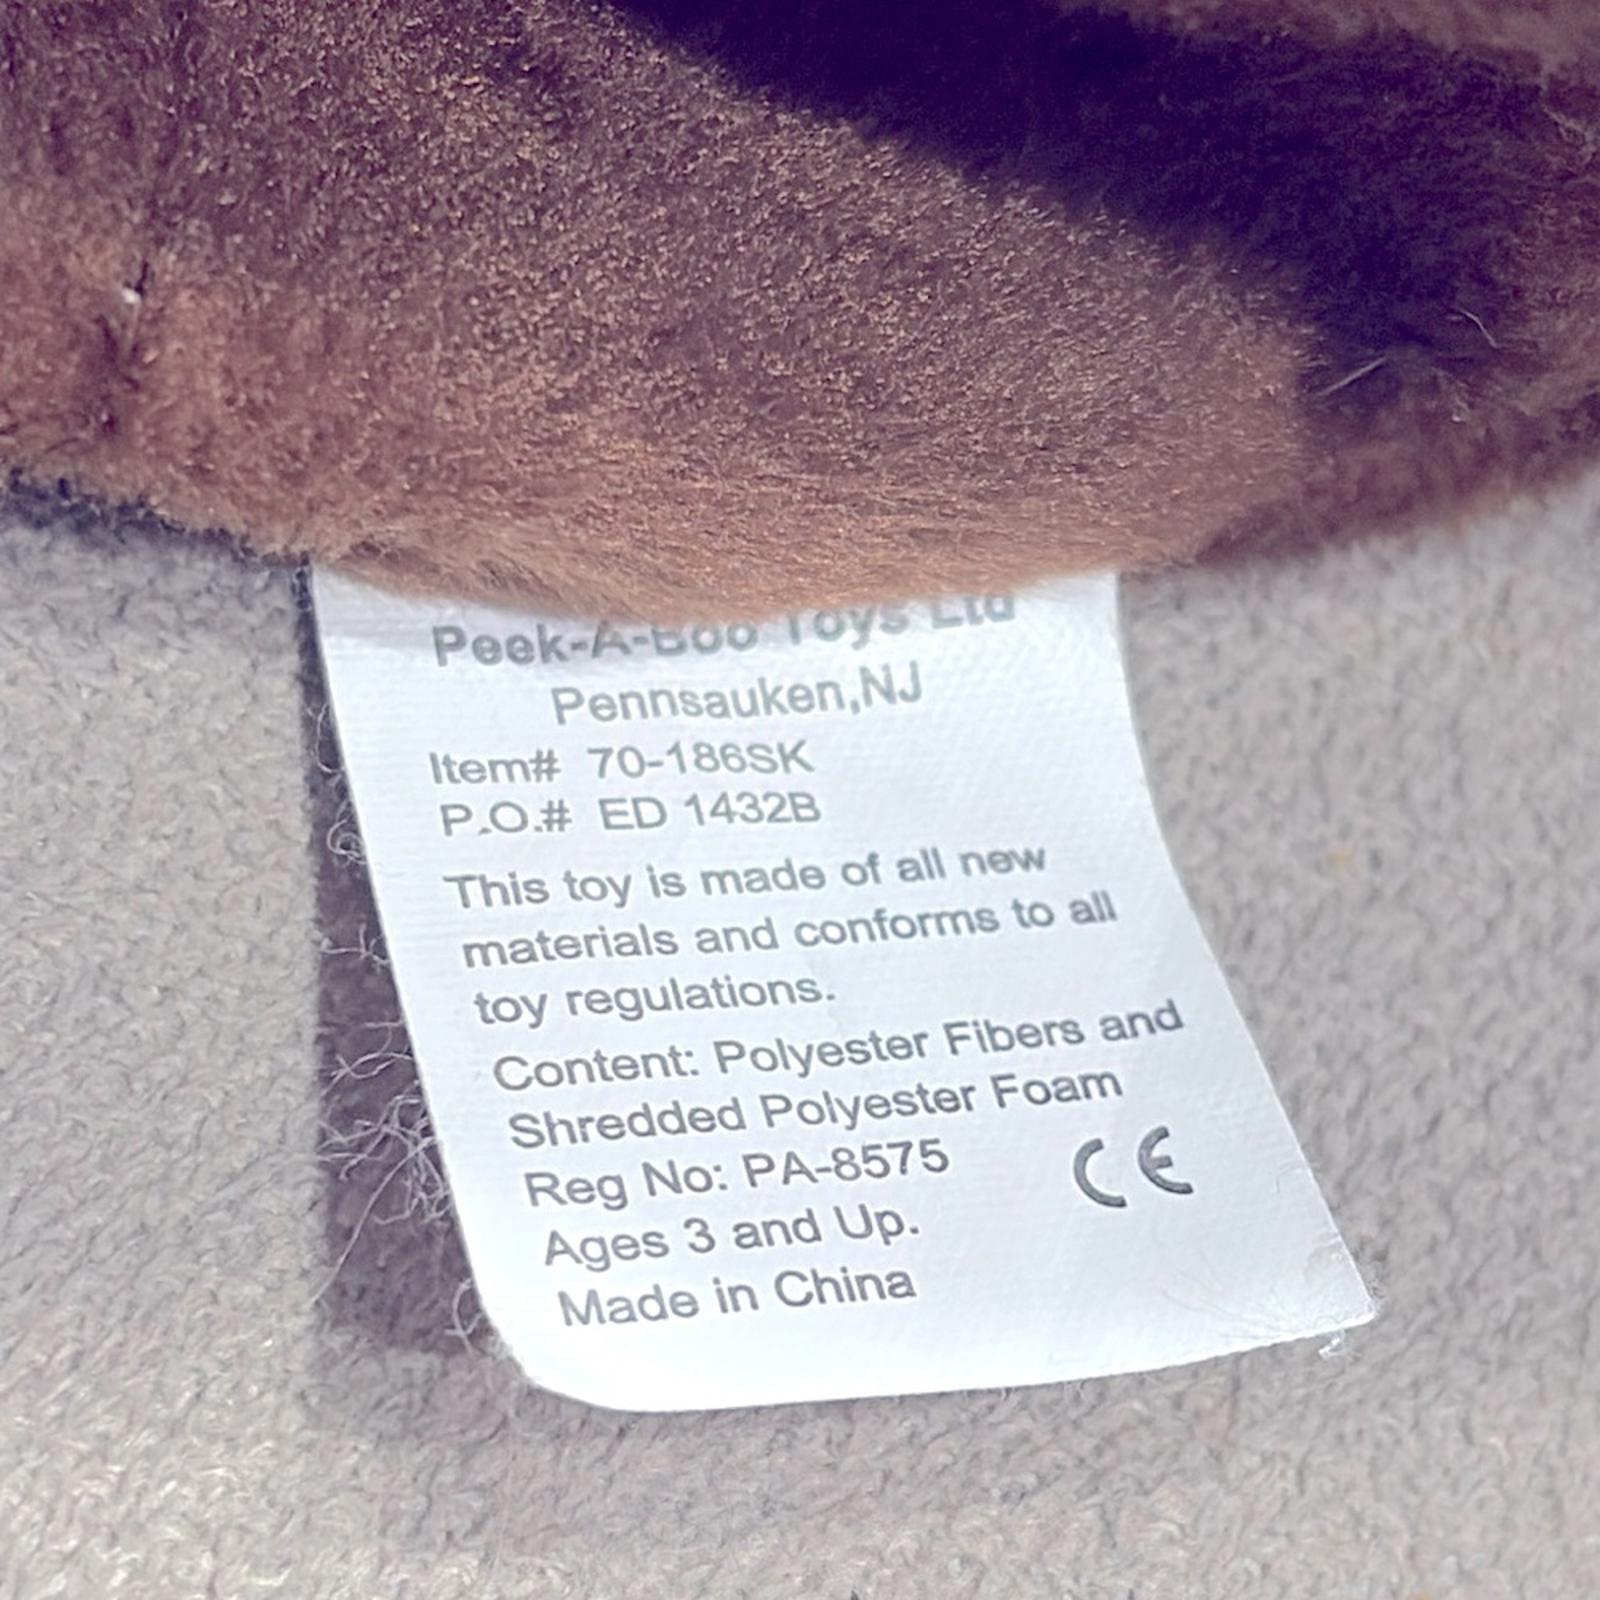 Peek-A-Boo Toys Ltd
Pennsauken,NJ
Item# 70-186SK
P.O.# ED 1432B
This toy is made of all new
materials and conforms to all
toy regulations.
Content: Polyester Fibers and
Shredded Polyester Foam
Reg No: PA-8575
CE
Ages 3 and Up.
Made in China